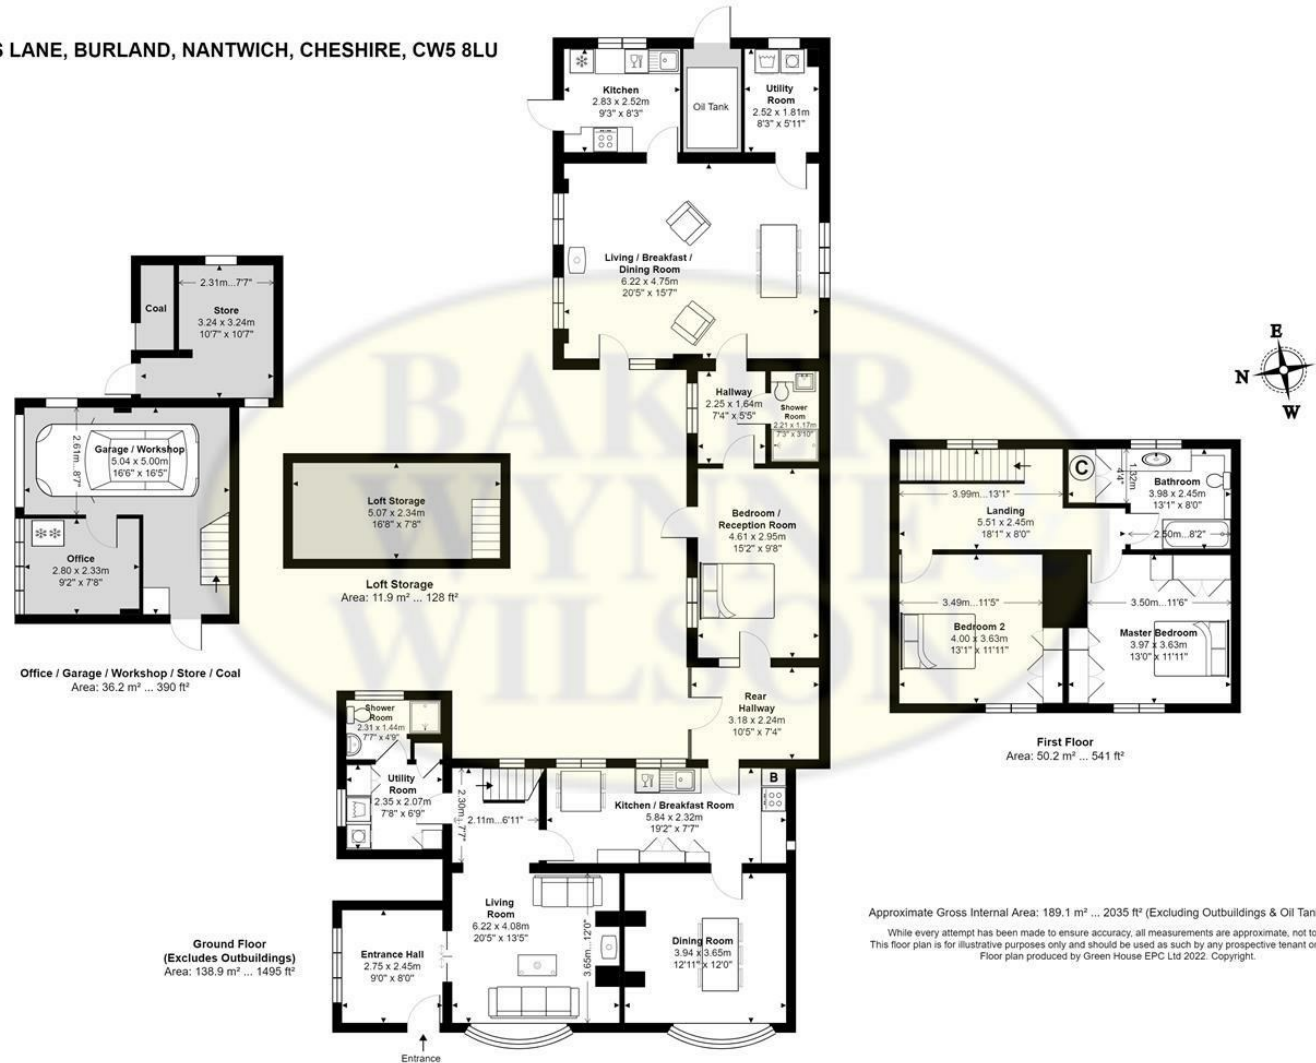 LANE, BURLAND, NANTWICH, CHESHIRE, CW5 8LU
Kitchen
2.83 x 2.52m
9'3" x 8'3"
Oil Tank
Utility
Room
2.52 x 1.81m
8'3" x 5'11"
Living / Breakfast /
Dining Room
6.22 x 4.75m
20'5" x 15'7"
2.31m...7'7"
Coal
Store
3.24 x 3.24m
10'7" x 10'7"
E
N
W
Hallway
2.25 x 1.64m
7'4" x 5'5"
Shower
Room
2.21 x 1.17m
7'3" x 3'10"
Garage / Workshop
5.04 x 5.00m
16'6" x 16'5"
2.61m...8'7"
Office
2.80 x 2.33m
9'2" x 7'8"
Office / Garage / Workshop / Store / Coal
Area: 36.2 m² ... 390 ft²
Loft Storage
5.07 x 2.34m
16'8" x 7'8"
Loft Storage
Area: 11.9 m² ... 128 ft²
Bedroom /
Reception Room
4.61 x 2.95m
15'2" x 9'8"
C
1.32m
4'4"
Bathroom
3.98 x 2.45m
13'1" x 8'0"
3.99m...13'1"
Landing
5.51 x 2.45m
18'1" x 8'0"
2.50m...8'2"
3.49m...11'5"
Bedroom 2
4.00 x 3.63m
13'1" x 11'11"
3.50m...11'6"
Master Bedroom
3.97 x 3.63m
13'0" x 11'11"
First Floor
Area: 50.2 m² ... 541 ft²
Rear
Hallway
3.18 x 2.24m
10'5" x 7'4"
Shower
Room
2.31 x 1.44m
7'7" x 4'9"
Utility
Room
2.35 x 2.07m
7'8" x 6'9"
2.30m...7'7"
2.11m...6'11"
Kitchen / Breakfast Room
5.84 x 2.32m
19'2" x 7'7"
B
Living
Room
6.22 x 4.08m
20'5" x 13'5"
3.65m...12'0"
Dining Room
3.94 x 3.65m
12'11" x 12'0"
Entrance Hall
2.75 x 2.45m
9'0" x 8'0"
Entrance
Ground Floor
(Excludes Outbuildings)
Area: 138.9 m² ... 1495 ft²
Approximate Gross Internal Area: 189.1 m² ... 2035 ft² (Excluding Outbuildings & Oil Tan
While every attempt has been made to ensure accuracy, all measurements are approximate, not to
This floor plan is for illustrative purposes only and should be used as such by any prospective tenant or
Floor plan produced by Green House EPC Ltd 2022. Copyright.
BAKER
WYNNE &
WILSON